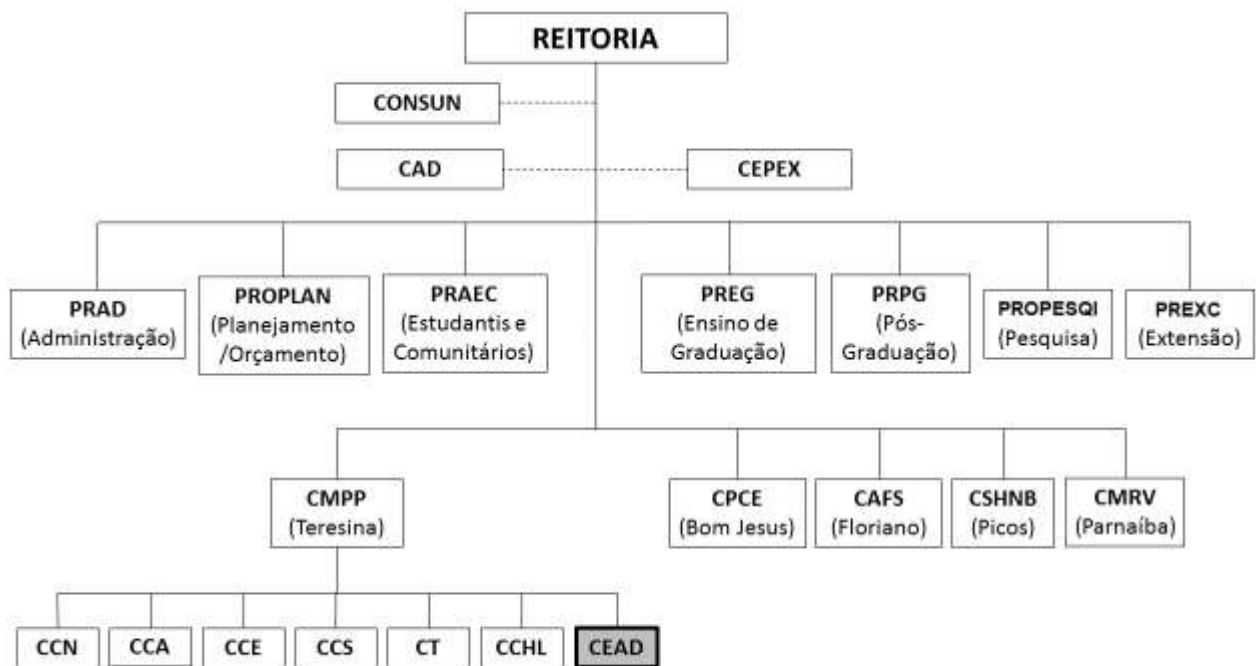 REITORIA
CONSUN
CAD
CEPEX
PRAD
(Administração)
PROPLAN
(Planejamento
/Orçamento)
PRAEC
(Estudantis e
Comunitários)
PREG
(Ensino de
Graduação)
PRPG
(Pós-
Graduação)
PROPESQI
(Pesquisa)
PREXC
(Extensão)
CMPP
(Teresina)
CPCE
(Bom Jesus)
CAFS
(Floriano)
CSHNB
(Picos)
CMRV
(Parnaíba)
CCN
CCA
CCE
CCS
CT
CCHL
CEAD